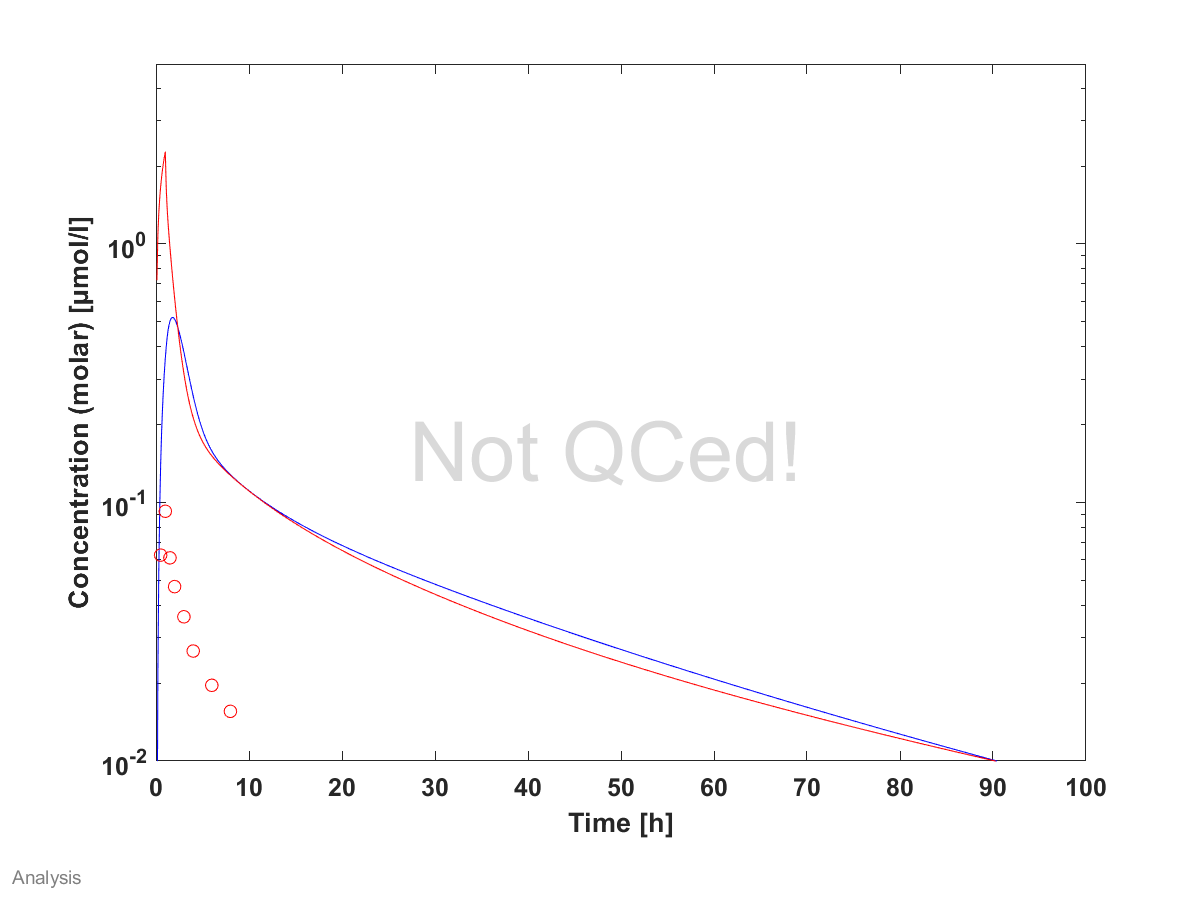 Concentration (molar) [µmol/l]
10^0
10^-1
10^-2
Not QCed!
0 10 20 30 40 50 60 70 80 90 100
Time [h]
Analysis